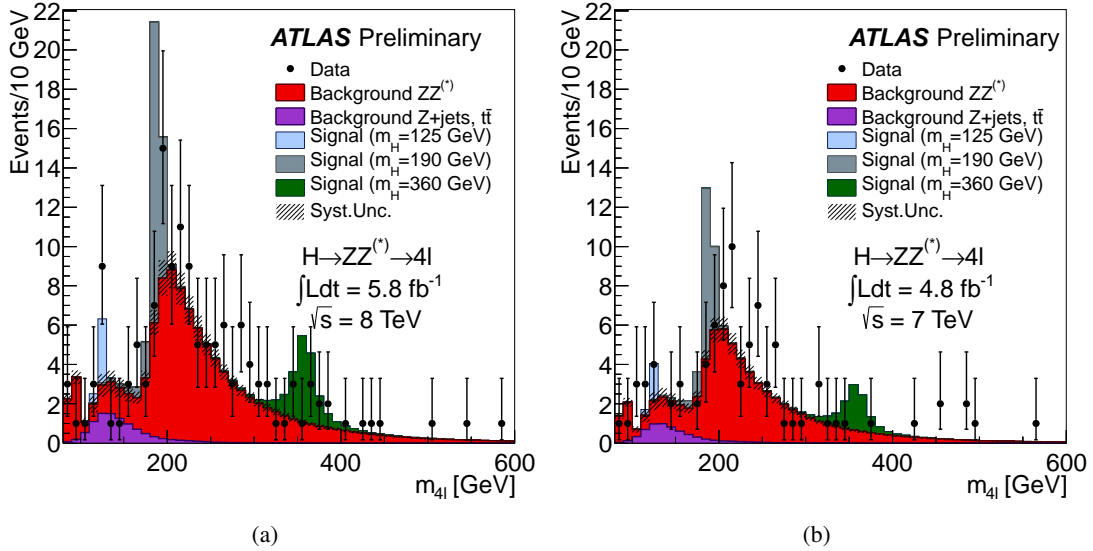 Events/10 GeV
22
20
18
16
14
12
10
8
6
4
2
0
200
400
600
m4l [GeV]
ATLAS Preliminary
Data
Background ZZ(*)
Background Z+jets, tt̄
Signal (mH=125 GeV)
Signal (mH=190 GeV)
Signal (mH=360 GeV)
Syst.Unc.
H→ZZ(*)→4l
∫Ldt = 5.8 fb-1
√s = 8 TeV
(a)
Events/10 GeV
22
20
18
16
14
12
10
8
6
4
2
0
200
400
600
m4l [GeV]
ATLAS Preliminary
Data
Background ZZ(*)
Background Z+jets, tt̄
Signal (mH=125 GeV)
Signal (mH=190 GeV)
Signal (mH=360 GeV)
Syst.Unc.
H→ZZ(*)→4l
∫Ldt = 4.8 fb-1
√s = 7 TeV
(b)